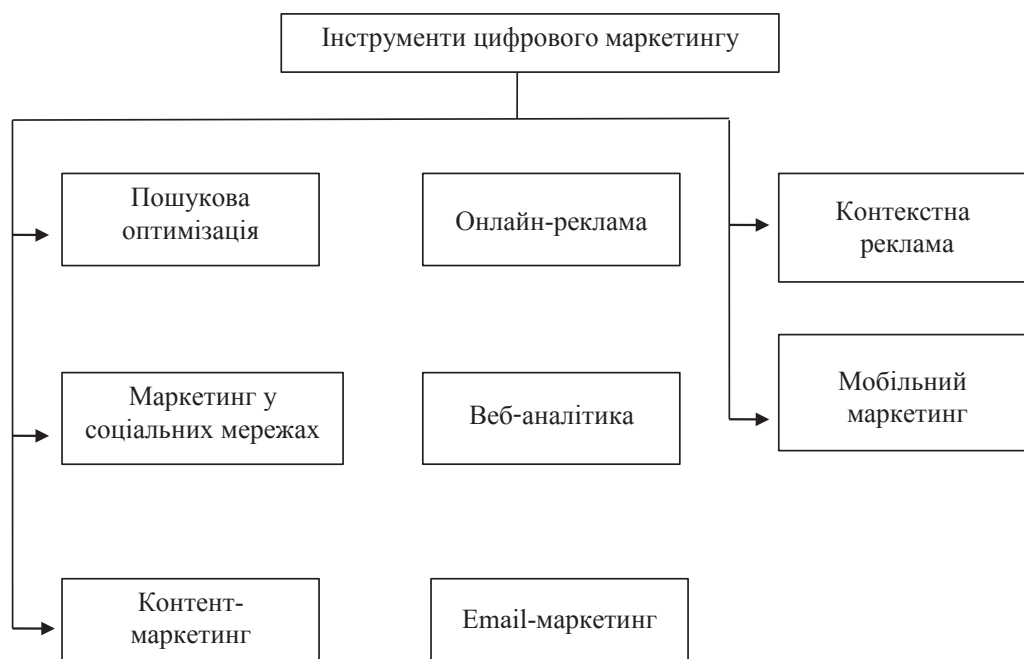 Інструменти цифрового маркетингу
Пошукова
оптимізація
Онлайн-реклама
Контекстна
реклама
Маркетинг у
соціальних мережах
Веб-аналітика
Мобільний
маркетинг
Контент-
маркетинг
Email-маркетинг